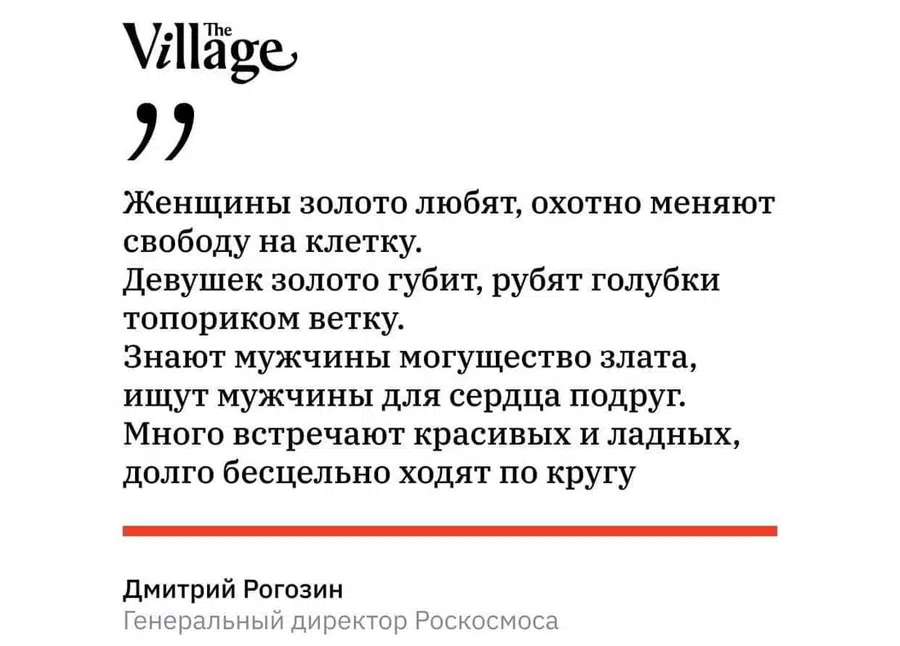 The Village
”
Женщины золото любят, охотно меняют
свободу на клетку.
Девушек золото губит, рубят голубки
топориком ветку.
Знают мужчины могущество злата,
ищут мужчины для сердца подруг.
Много встречают красивых и ладных,
долго бесцельно ходят по кругу
Дмитрий Рогозин
Генеральный директор Роскосмоса